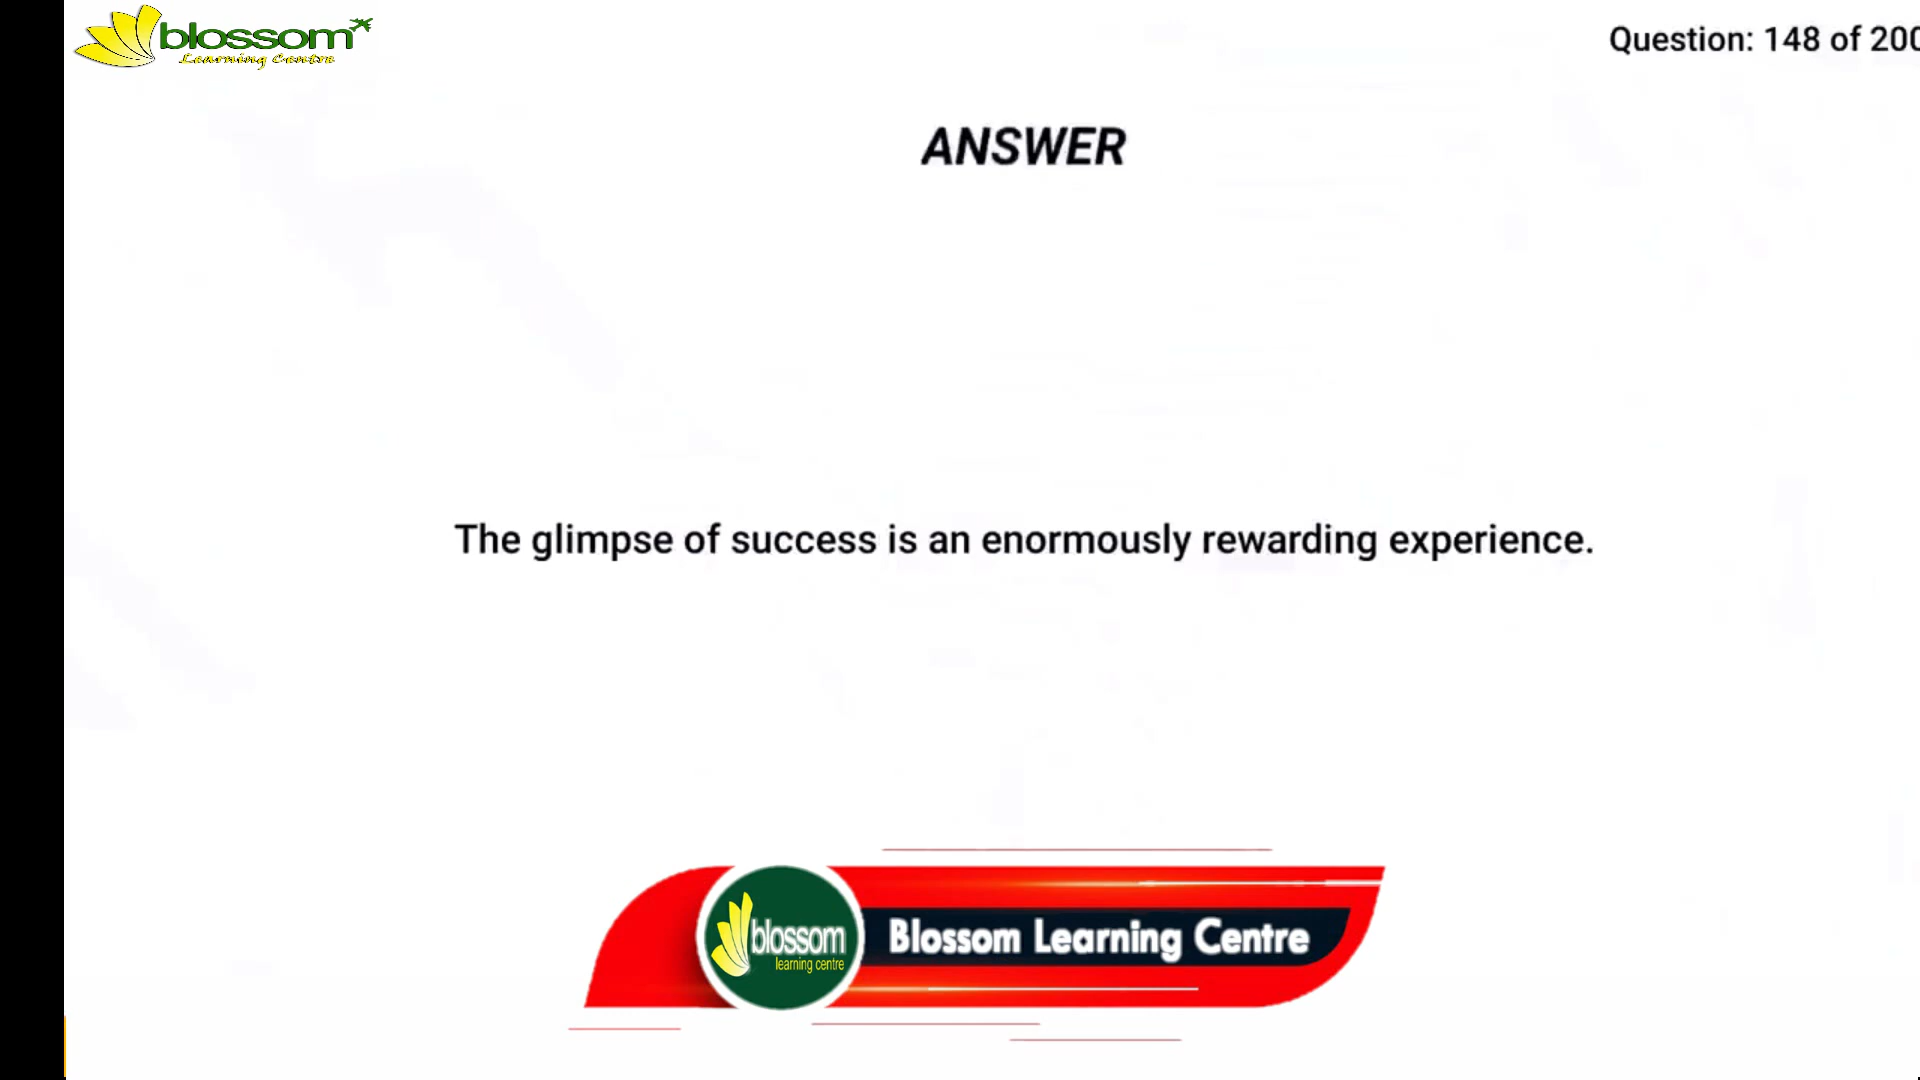 blossom
Learning Centre
Question: 148 of 200
ANSWER
The glimpse of success is an enormously rewarding experience.
blossom
learning centre
Blossom Learning Centre